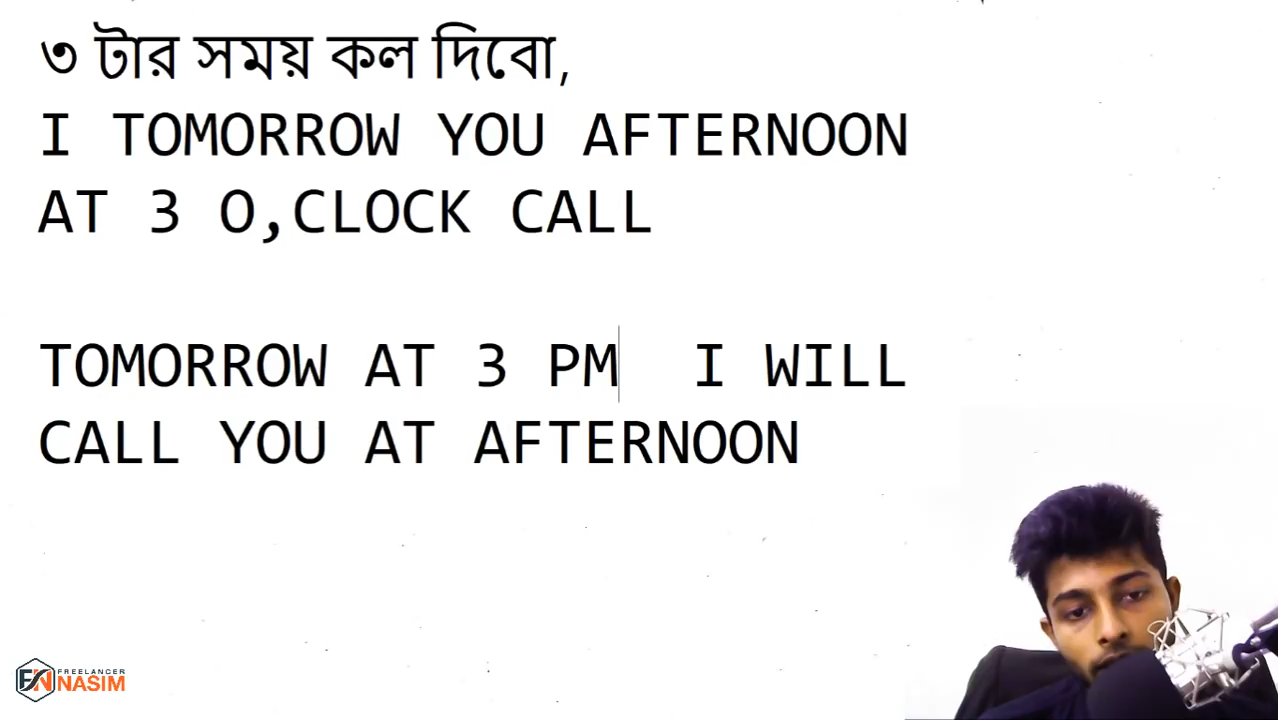 ৩ টার সময় কল দিবো,
I TOMORROW YOU AFTERNOON
AT 3 O,CLOCK CALL
TOMORROW AT 3 PM I WILL
CALL YOU AT AFTERNOON
FN FREELANCER
NASIM